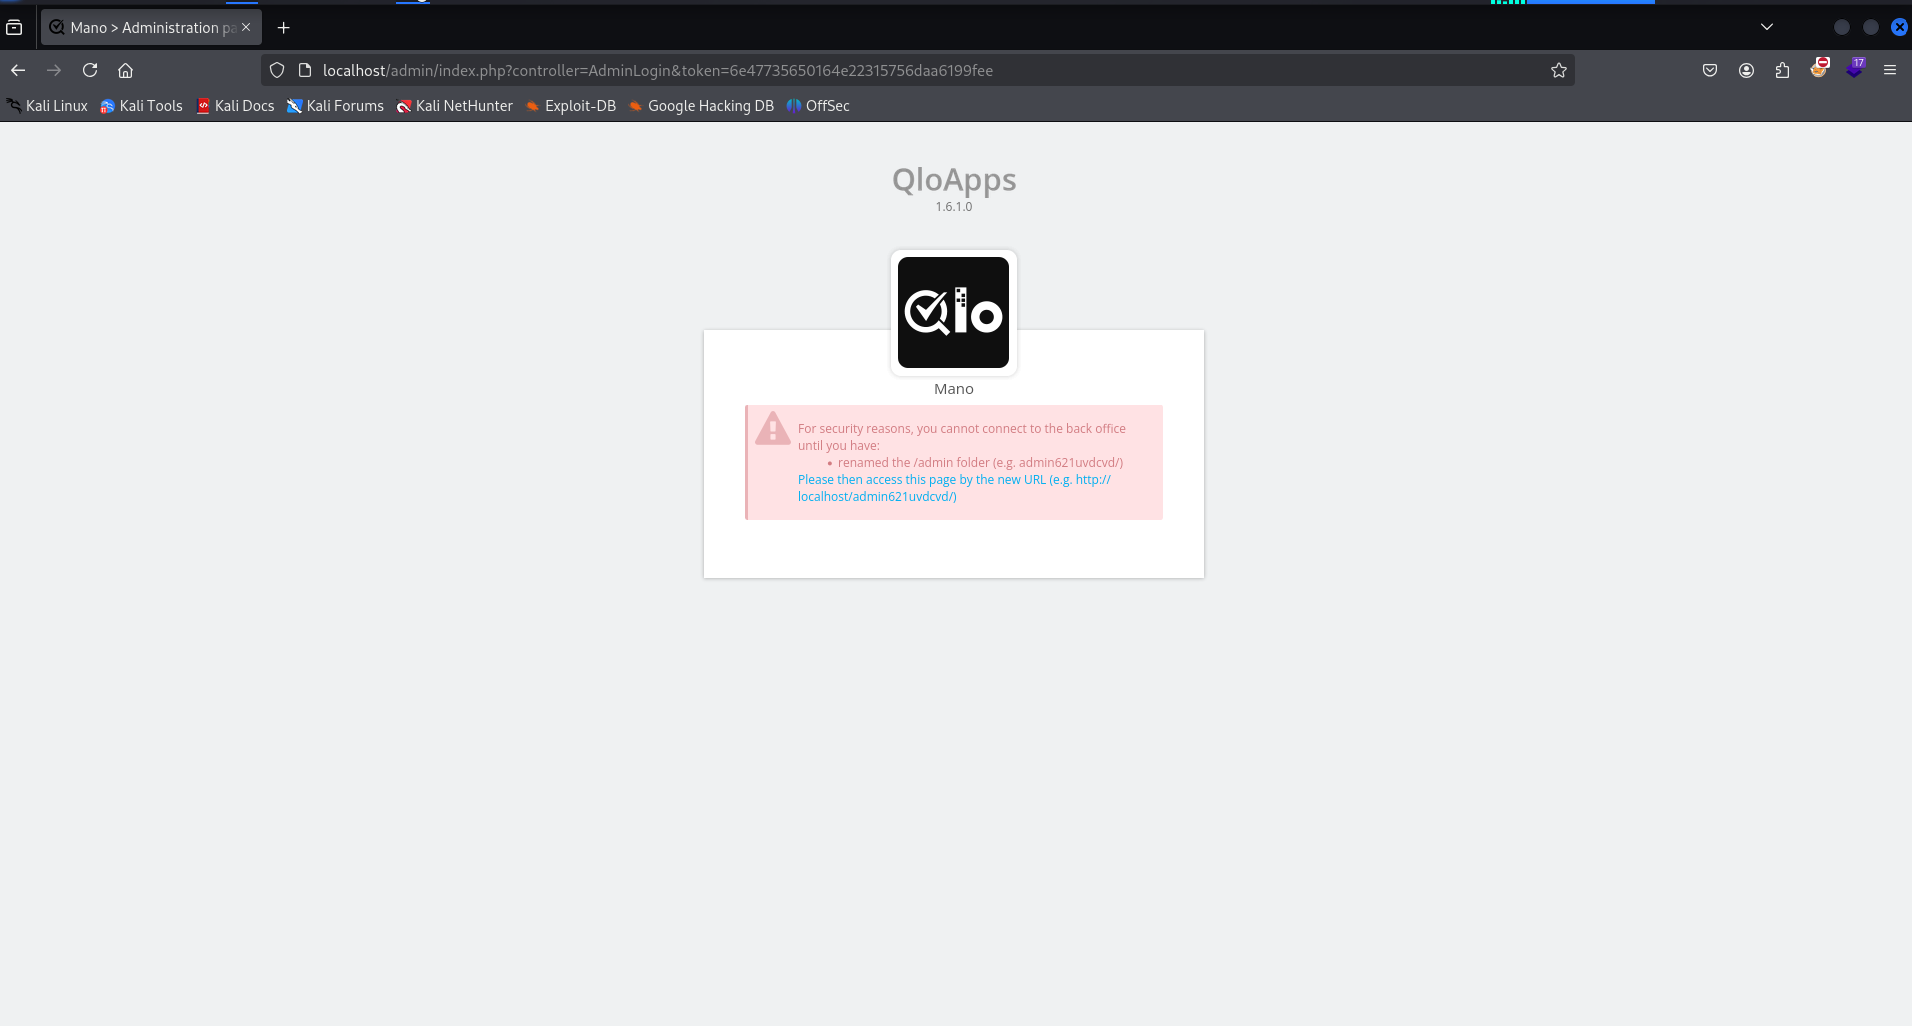 Mano > Administration pa
localhost/admin/index.php?controller=AdminLogin&token=6e47735650164e22315756daa6199fee
17
Kali Linux Kali Tools Kali Docs Kali Forums Kali NetHunter Exploit-DB Google Hacking DB OffSec
QloApps
1.6.1.0
Qlo
Mano
For security reasons, you cannot connect to the back office
until you have:
• renamed the /admin folder (e.g. admin621uvdcvd/)
Please then access this page by the new URL (e.g. http://
localhost/admin621uvdcvd/)